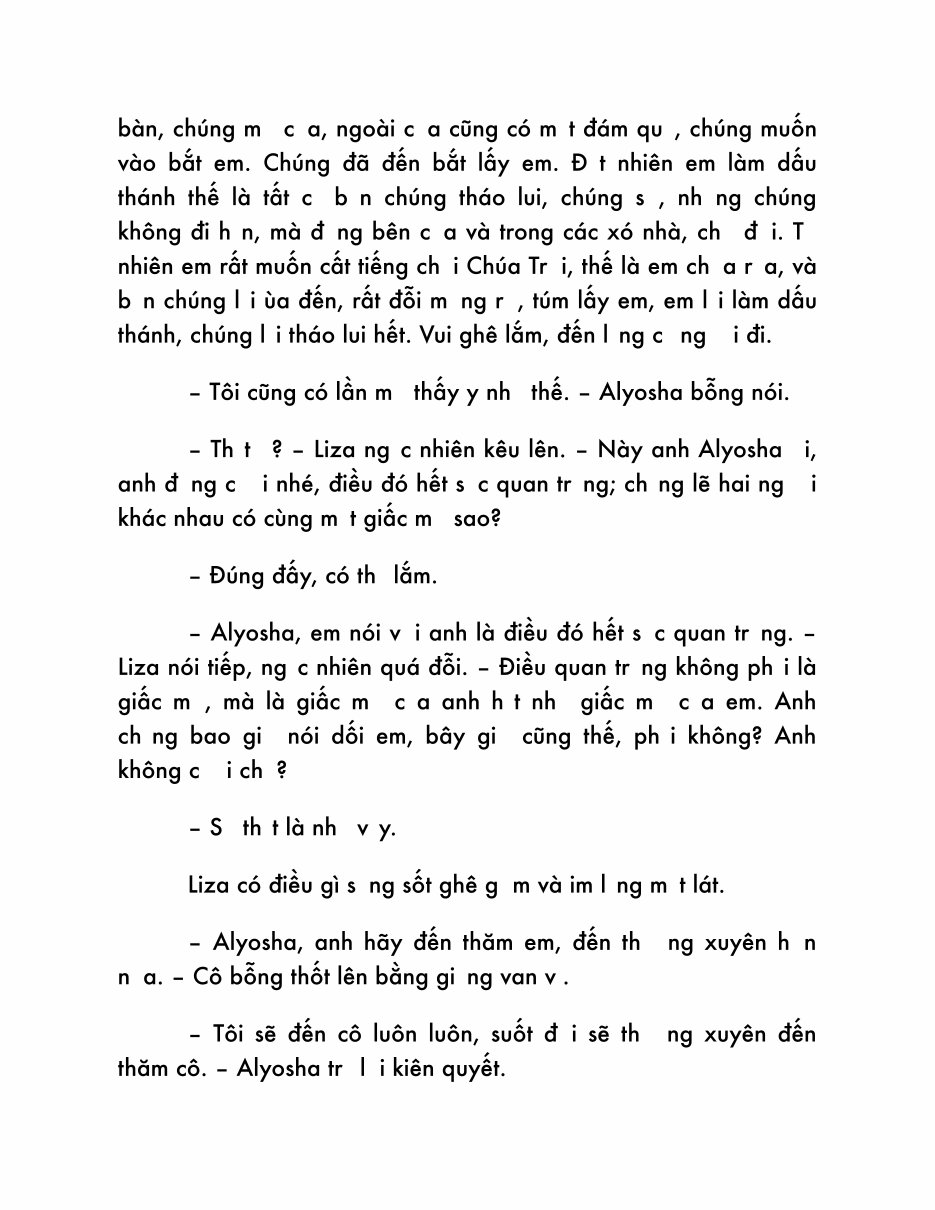 bàn, chúng m c a, ngoài c a cũng có m t đám qu , chúng muốn
vào bắt em. Chúng đã đến bắt lấy em. Đ t nhiên em làm dấu
thánh thế là tất c b n chúng tháo lui, chúng s , nh ng chúng
không đi h n, mà đ ng bên c a và trong các xó nhà, ch đ i. T
nhiên em rất muốn cất tiếng ch i Chúa Tr i, thế là em ch a r a, và
b n chúng l i ùa đến, rất đỗi m ng r , túm lấy em, em l i làm dấu
thánh, chúng l i tháo lui hết. Vui ghê lắm, đến l ng c ng i đi.
– Tôi cũng có lần m thấy y nh thế. – Alyosha bỗng nói.
– Th t ? – Liza ng c nhiên kêu lên. – Này anh Alyosha i,
anh đ ng c i nhé, điều đó hết s c quan tr ng; ch ng lẽ hai ng i
khác nhau có cùng m t giấc m sao?
– Đúng đấy, có th lắm.
– Alyosha, em nói v i anh là điều đó hết s c quan tr ng. –
Liza nói tiếp, ng c nhiên quá đỗi. – Điều quan tr ng không ph i là
giấc m , mà là giấc m c a anh h t nh giấc m c a em. Anh
ch ng bao gi nói dối em, bây gi cũng thế, ph i không? Anh
không c i ch ?
– S th t là nh v y.
Liza có điều gì s ng sốt ghê g m và im l ng m t lát.
– Alyosha, anh hãy đến thăm em, đến th ng xuyên h n
n a. – Cô bỗng thốt lên bằng gi ng van v .
– Tôi sẽ đến cô luôn luôn, suốt đ i sẽ th ng xuyên đến
thăm cô. – Alyosha tr l i kiên quyết.